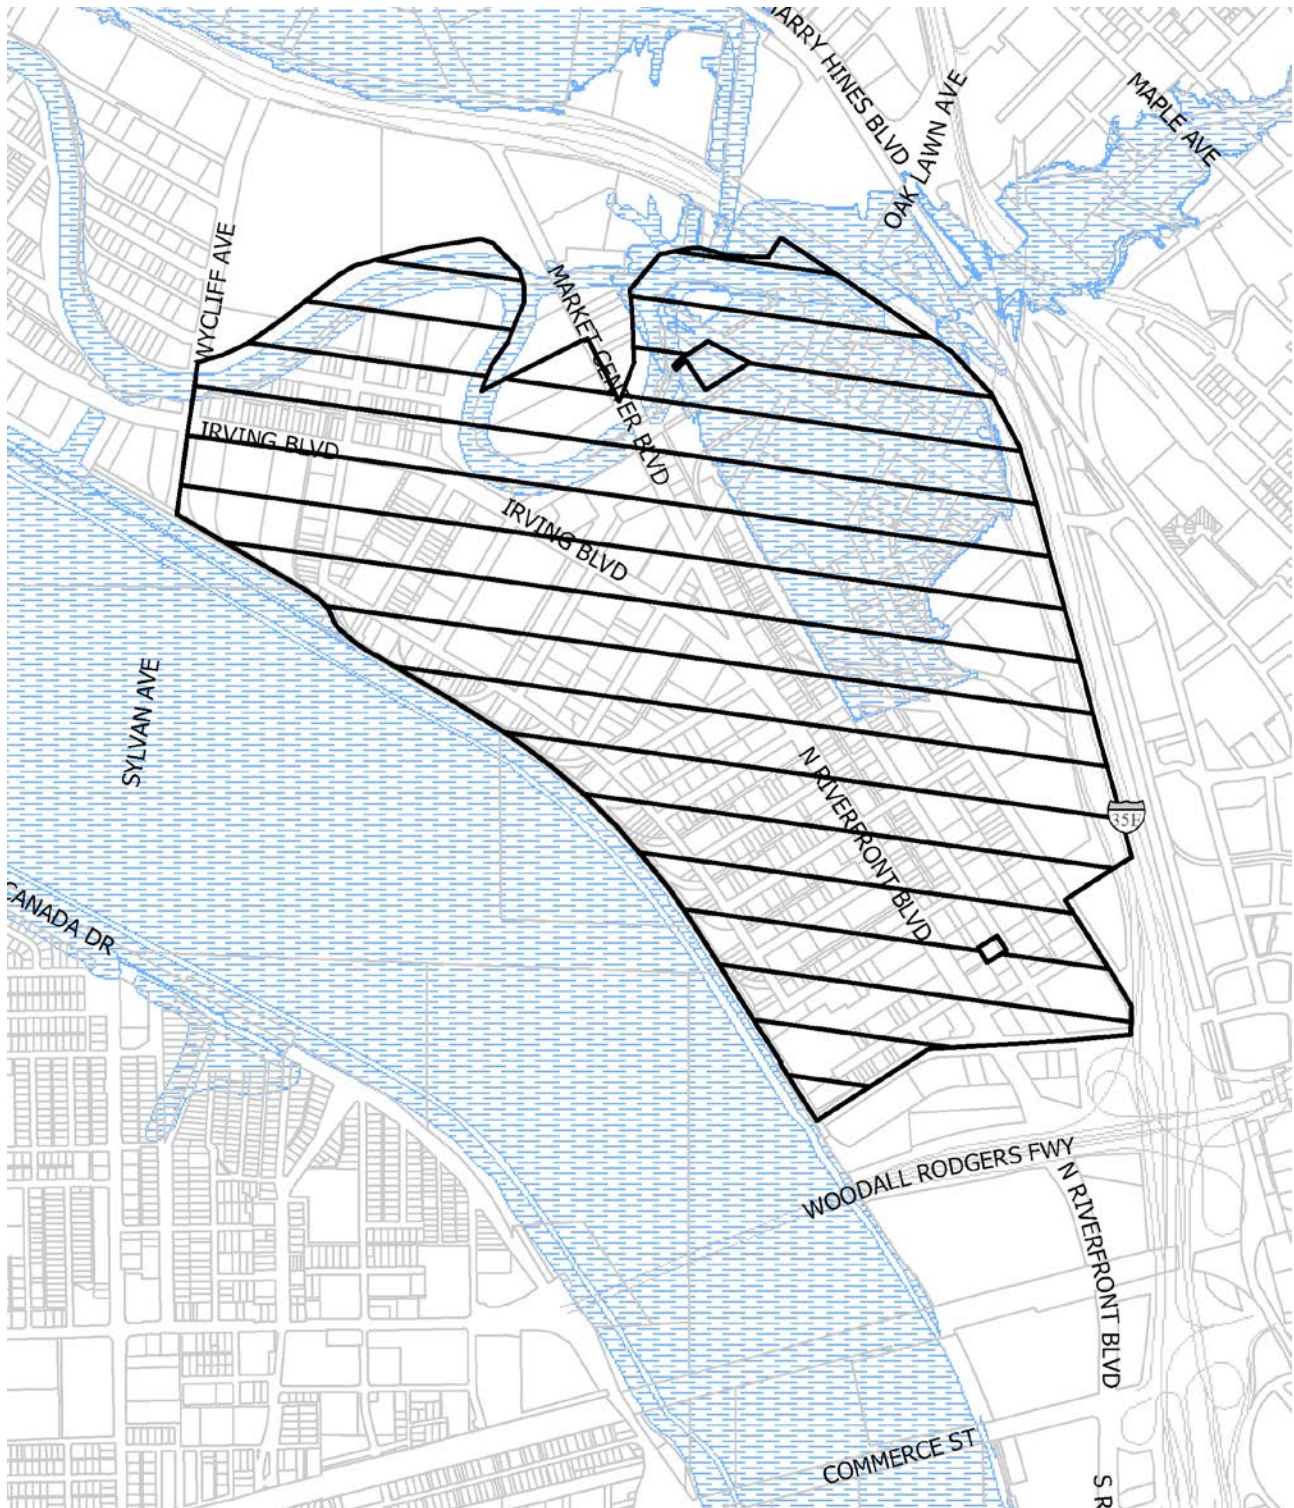 HARRY HINES BLVD
OAK LAWN AVE
MAPLE AVE
WYCLIFF AVE
MARKET CENTER BLVD
IRVING BLVD
IRVING BLVD
SYLVAN AVE
N RIVERFRONT BLVD
35E
CANADA DR
WOODALL RODGERS FWY
N RIVERFRONT BLVD
COMMERCE ST
S R